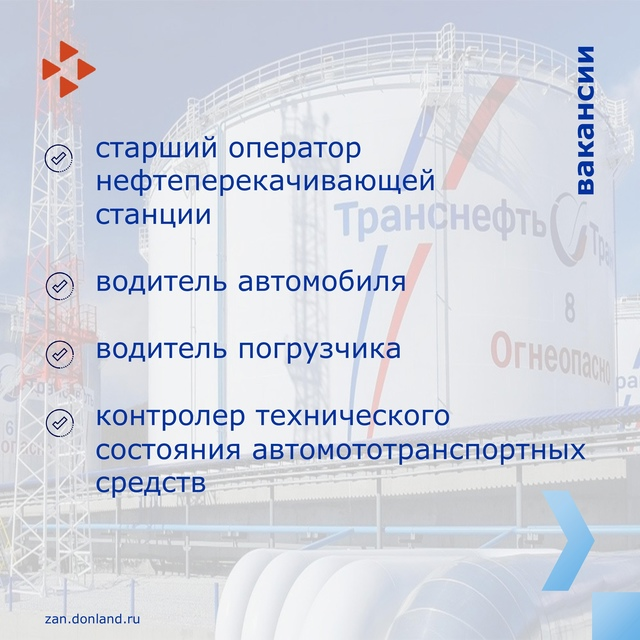 вакансии
старший оператор
нефтеперекачивающей
станции
водитель автомобиля
водитель погрузчика
контролер технического
состояния автомототранспортных
средств
Транснефть
Тра
8
Огнеопасно
zan.donland.ru